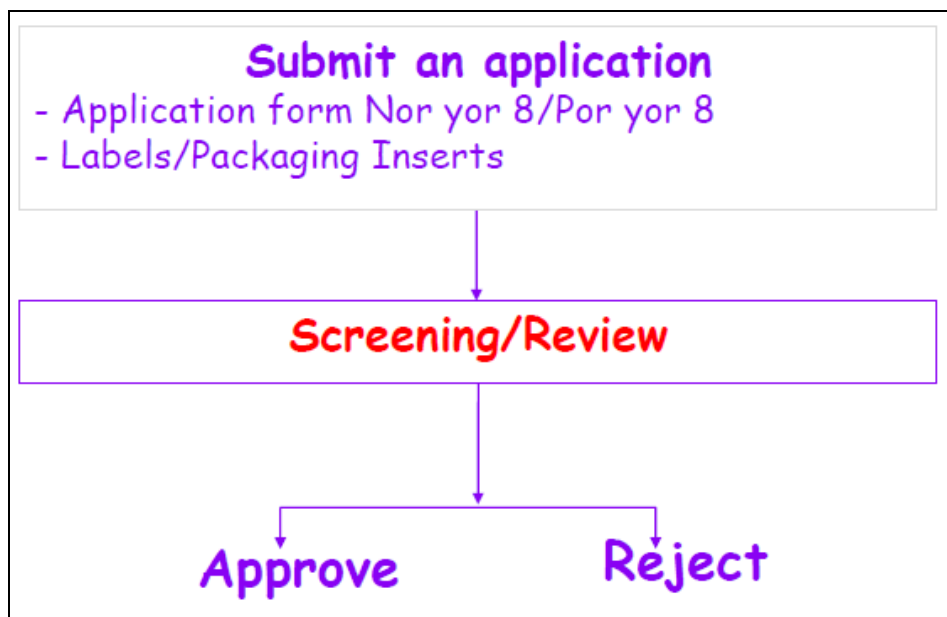 Submit an application
- Application form Nor yor 8/Por yor 8
- Labels/Packaging Inserts
Screening/Review
Approve
Reject